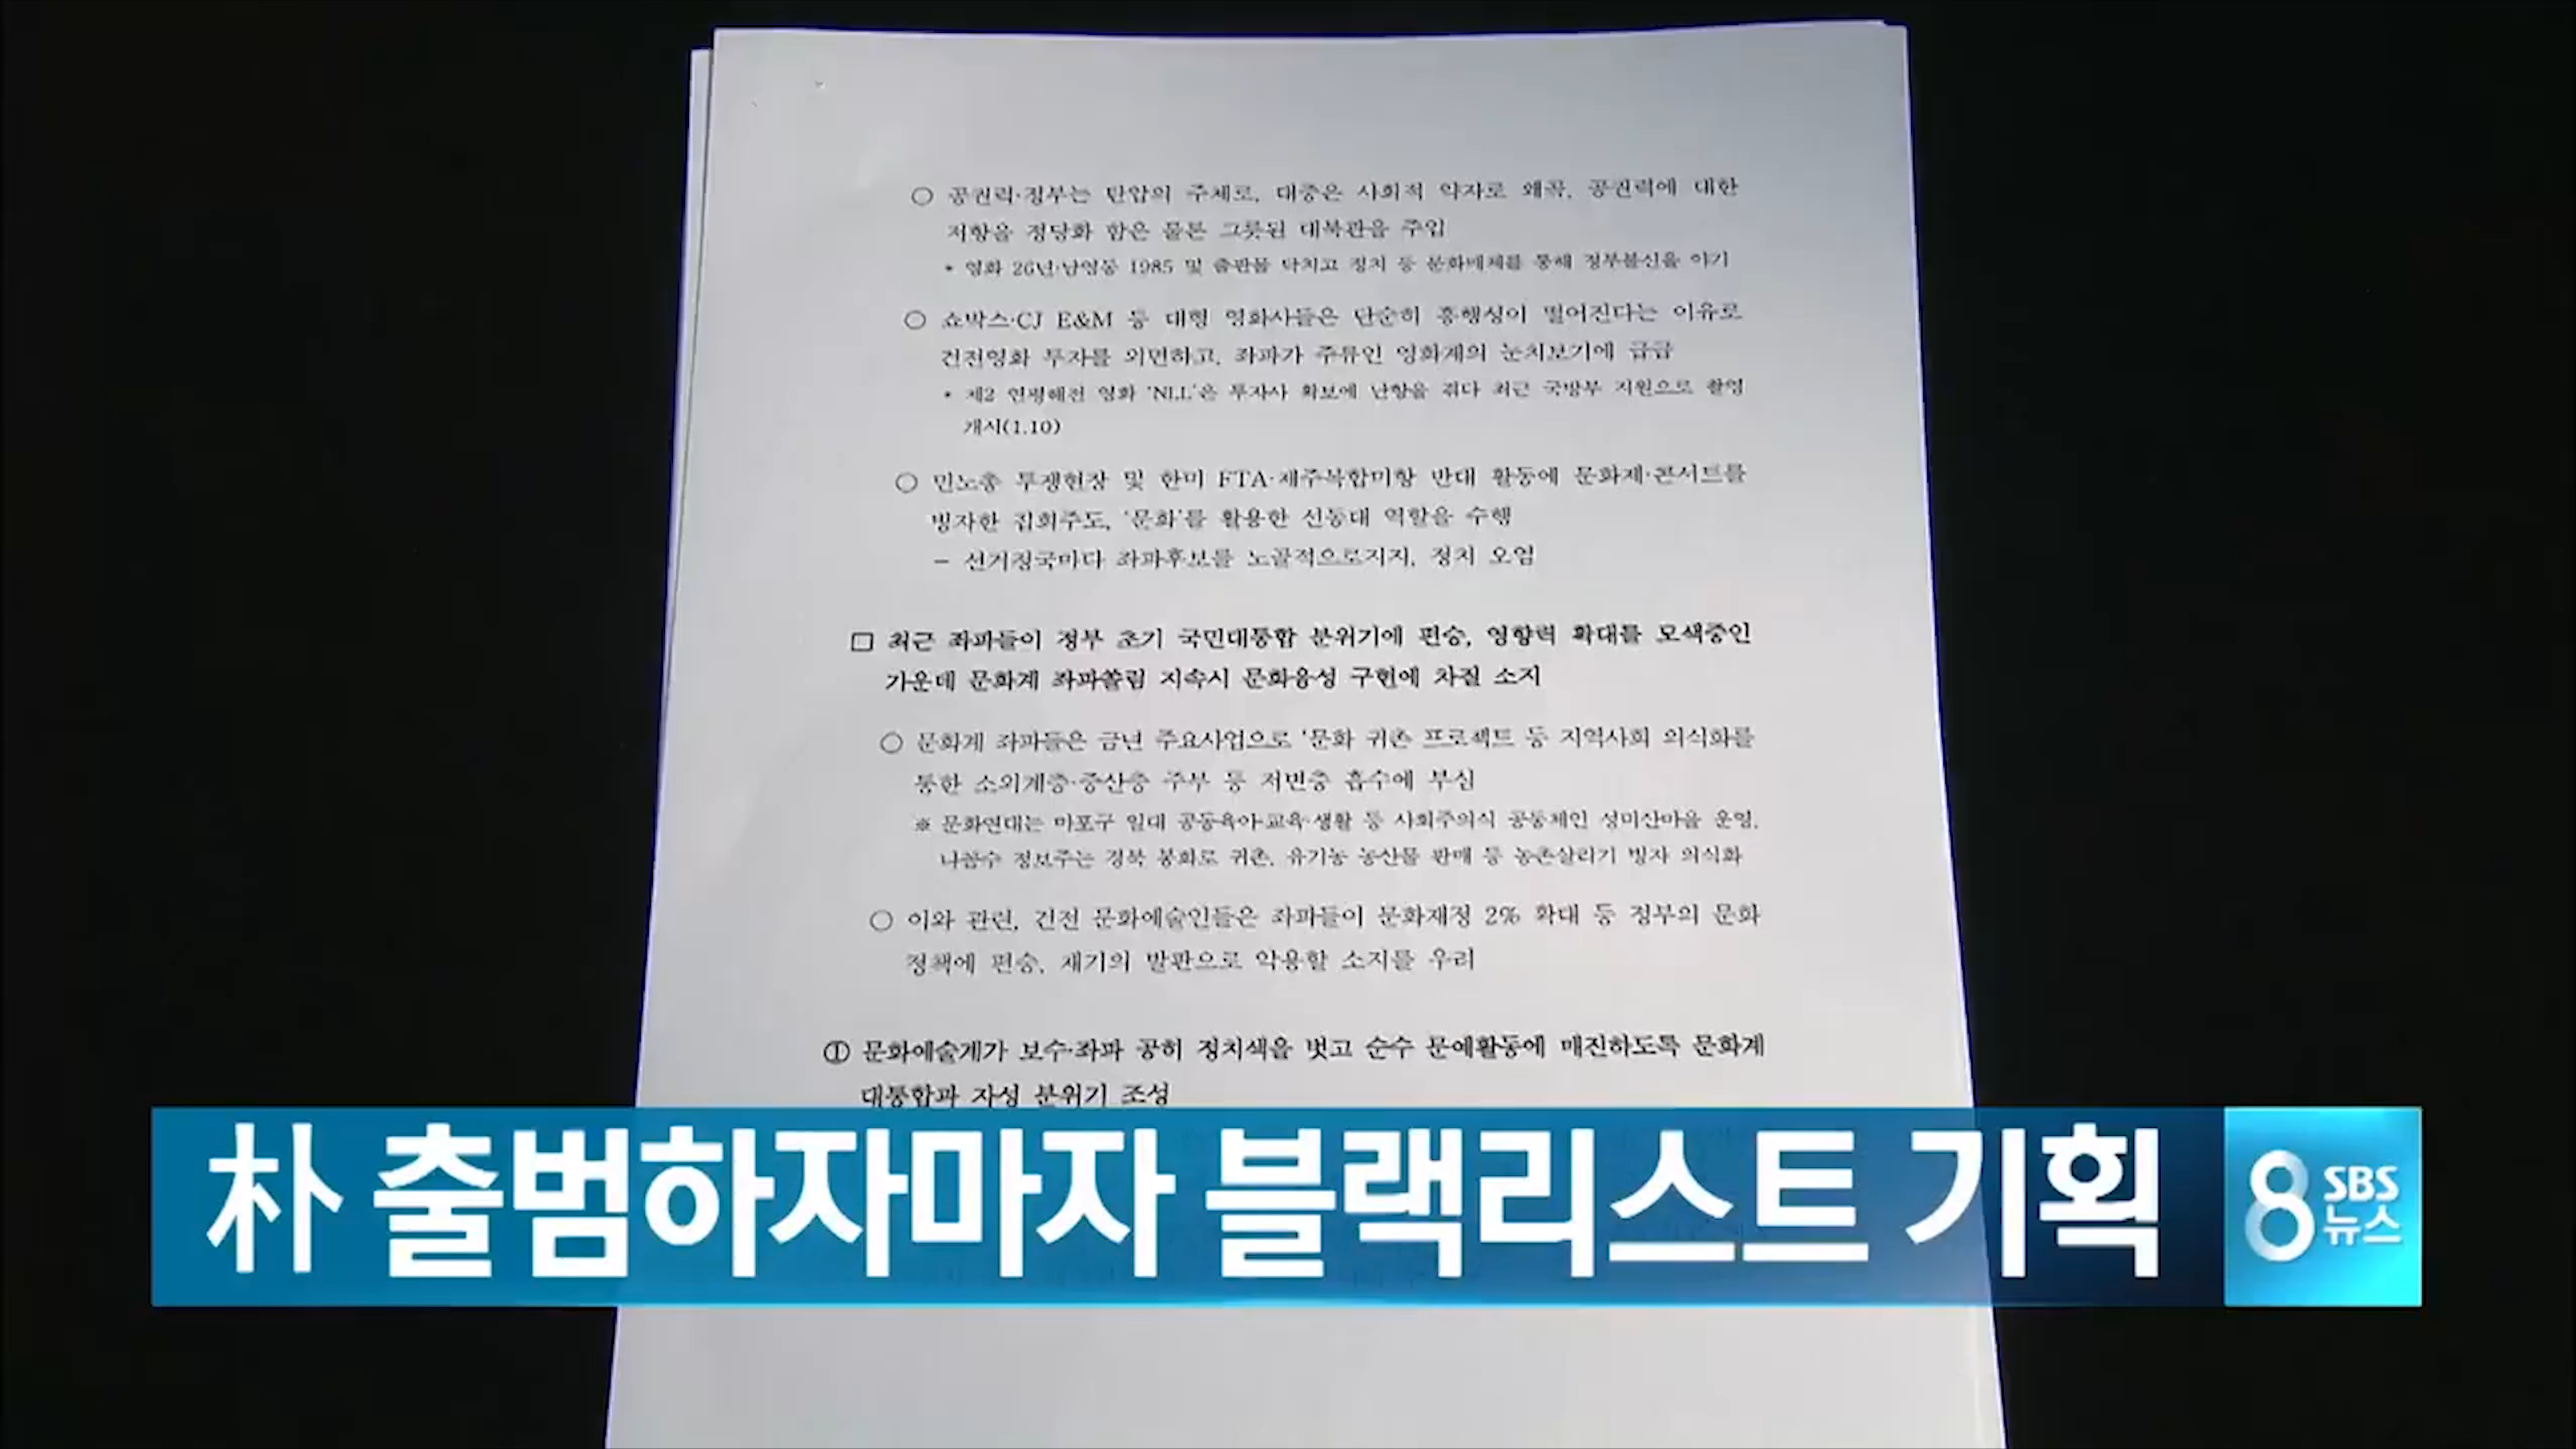 ○ 공권력·정부는 탄압의 주체로, 대중은 사회적 약자로 왜곡, 공권력에 대한
저항을 정당화 함은 물론 그릇된 대북관을 주입
* 영화 26년·남영동 1985 및 출판물 닥치고 정치 등 문화매체를 통해 정부불신을 야기
○ 쇼박스·CJ E&M 등 대형 영화사들은 단순히 흥행성이 떨어진다는 이유로
건전영화 투자를 외면하고, 좌파가 주류인 영화계의 눈치보기에 급급
* 제2 연평해전 영화 'NLL'은 투자사 확보에 난항을 겪다 최근 국방부 지원으로 촬영
개시(1.10)
○ 민노총 투쟁현장 및 한미 FTA·제주복합미항 반대 활동에 문화제·콘서트를
빙자한 집회주도, '문화'를 활용한 선동대 역할을 수행
- 선거정국마다 좌파후보를 노골적으로지지, 정치 오염
□ 최근 좌파들이 정부 초기 국민대통합 분위기에 편승, 영향력 확대를 모색중인
가운데 문화계 좌파쏠림 지속시 문화융성 구현에 차질 소지
○ 문화계 좌파들은 금년 주요사업으로 '문화 귀촌 프로젝트 등 지역사회 의식화를
통한 소외계층·중산층 주부 등 저변층 흡수에 부심
※ 문화연대는 마포구 일대 공동육아·교육·생활 등 사회주의식 공동체인 성미산마을 운영,
나꼼수 정보주는 경북 봉화로 귀촌, 유기농 농산물 판매 등 농촌살리기 빙자 의식화
○ 이와 관련, 건전 문화예술인들은 좌파들이 문화재정 2% 확대 등 정부의 문화
정책에 편승, 재기의 발판으로 악용할 소지를 우려
① 문화예술계가 보수·좌파 공히 정치색을 벗고 순수 문예활동에 매진하도록 문화계
대통합과 자성 분위기 조성
朴 출범하자마자 블랙리스트 기획
8 SBS
뉴스